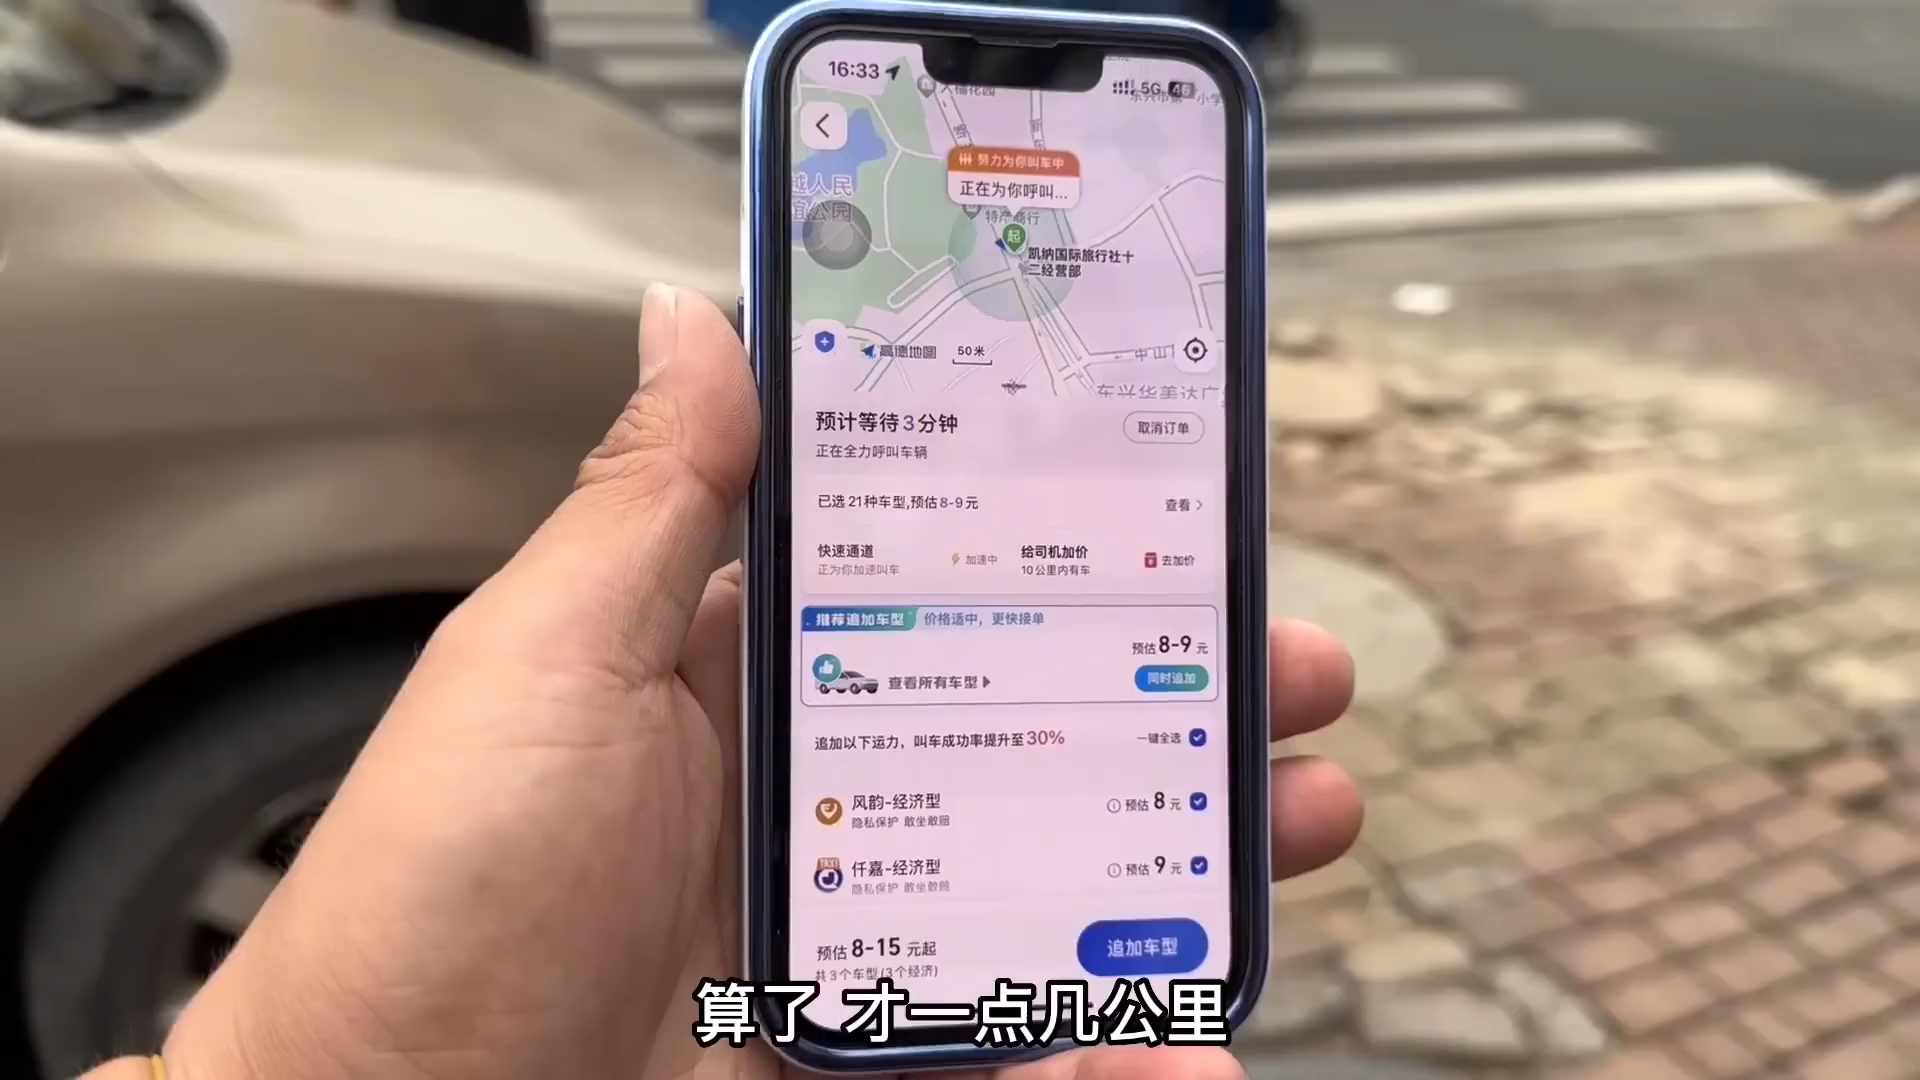 16:33
5G 46
努力为你叫车中
正在为你呼叫...
特产商行
起
凯纳国际旅行社十
二经营部
高德地图
50米
中山
东兴华美达广
预计等待3分钟
取消订单
正在全力呼叫车辆
已选21种车型,预估8-9元
查看
快速通道
加速中
给司机加价
去加价
正为你加速叫车
10公里内有车
推荐追加车型
价格适中，更快接单
预估8-9元
查看所有车型
同时追加
追加以下运力，叫车成功率提升至30%
一键全选
风韵-经济型
预估 8 元
隐私保护 敢坐敢赔
TAXI
仟嘉-经济型
预估 9 元
隐私保护 敢坐敢赔
预估8-15元起
追加车型
共3个车型(3个经济)
算了 才一点几公里